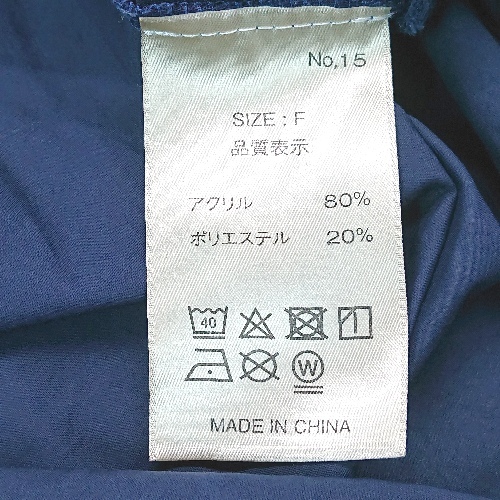 No,15
SIZE : F
品質表示
アクリル 80%
ポリエステル 20%
40
W
MADE IN CHINA